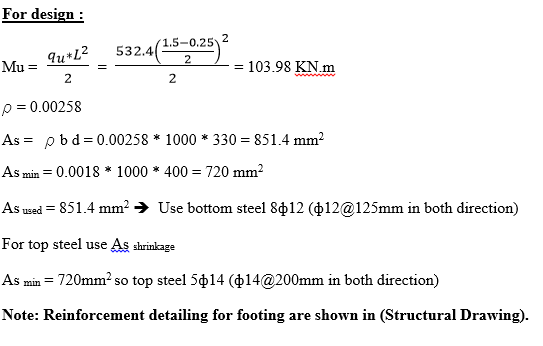 For design :
Mu = qu*L²/2 = 532.4((1.5−0.25)/2)²/2 = 103.98 KN.m
ρ = 0.00258
As = ρ b d = 0.00258 * 1000 * 330 = 851.4 mm²
As min = 0.0018 * 1000 * 400 = 720 mm²
As used = 851.4 mm² ➔ Use bottom steel 8ϕ12 (ϕ12@125mm in both direction)
For top steel use As shrinkage
As min = 720mm² so top steel 5ϕ14 (ϕ14@200mm in both direction)
Note: Reinforcement detailing for footing are shown in (Structural Drawing).